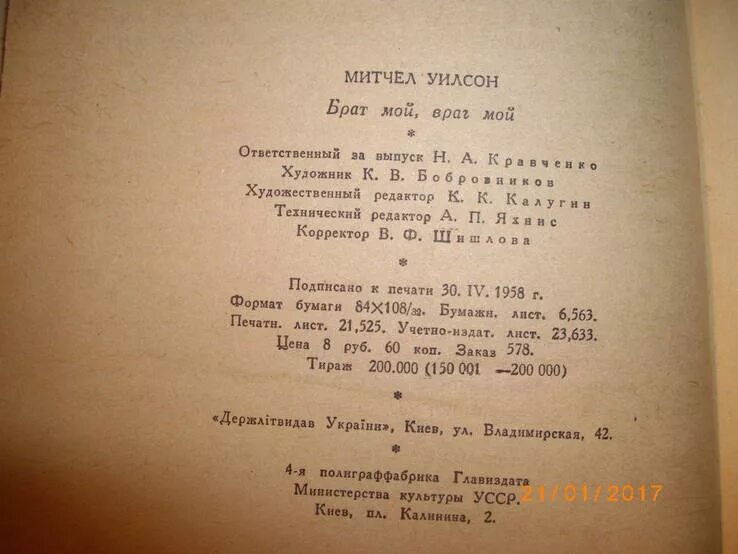 МИТЧЕЛ УИЛСОН
Брат мой, враг мой
*
Ответственный за выпуск Н. А. Кравченко
Художник К. В. Бобровников
Художественный редактор К. К. Калугин
Технический редактор А. П. Яхнис
Корректор В. Ф. Шишлова
*
Подписано к печати 30. IV. 1958 г.
Формат бумаги 84×108/32. Бумажн. лист. 6,563.
Печатн. лист. 21,525. Учетно-издат. лист. 23,633.
Цена 8 руб. 60 коп. Заказ 578.
Тираж 200.000 (150 001 —200 000)
*
«Держлітвидав України», Киев, ул. Владимирская, 42.
*
4-я полиграффабрика Главиздата
Министерства культуры УССР.
Киев, пл. Калинина, 2.
21/01/2017